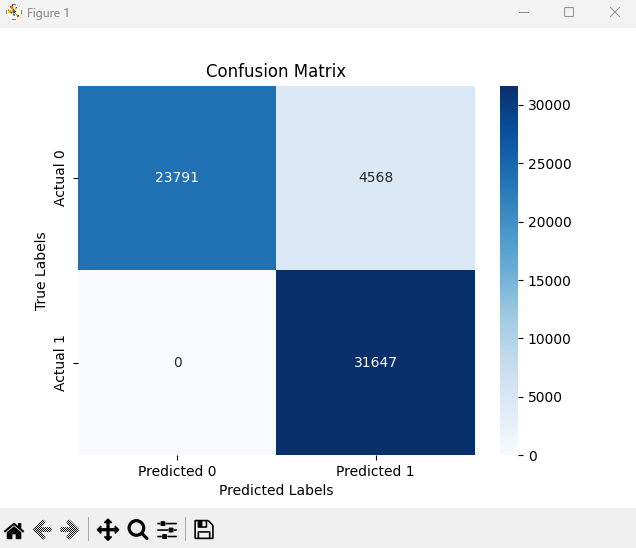 Figure 1
Confusion Matrix
True Labels
Actual 0
23791
4568
Actual 1
0
31647
Predicted 0
Predicted 1
Predicted Labels
30000
25000
20000
15000
10000
5000
0